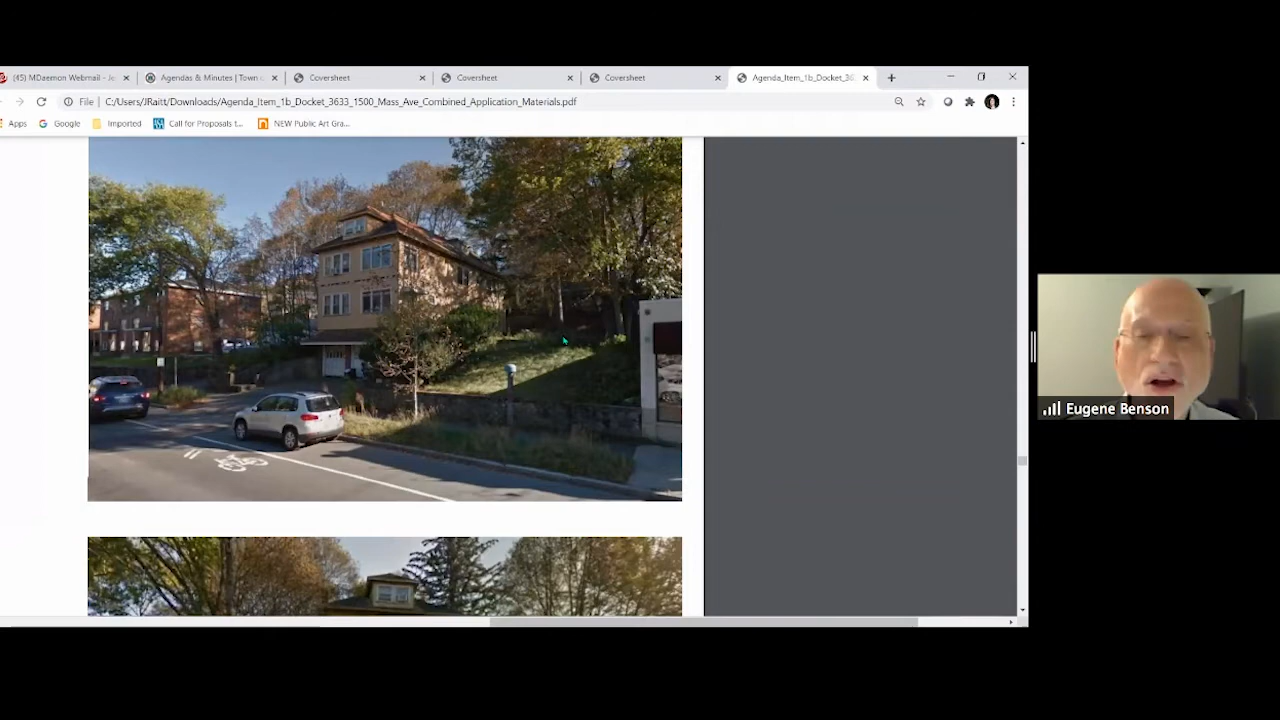 (45) MDaemon Webmail - Je
Agendas & Minutes | Town o
Coversheet
Coversheet
Coversheet
Agenda_Item_1b_Docket_36
File | C:/Users/JRaitt/Downloads/Agenda_Item_1b_Docket_3633_1500_Mass_Ave_Combined_Application_Materials.pdf
Apps
Google
Imported
Call for Proposals t...
NEW Public Art Gra...
Eugene Benson